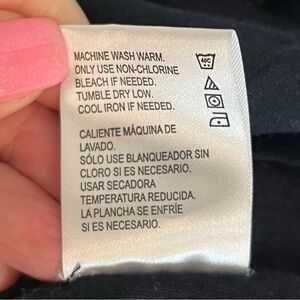 MACHINE WASH WARM.
ONLY USE NON-CHLORINE
BLEACH IF NEEDED.
TUMBLE DRY LOW.
COOL IRON IF NEEDED.
40C
CALIENTE MÁQUINA DE
LAVADO.
SÓLO USE BLANQUEADOR SIN
CLORO SI ES NECESARIO.
USAR SECADORA
TEMPERATURA REDUCIDA.
LA PLANCHA SE ENFRÍE
SI ES NECESARIO.